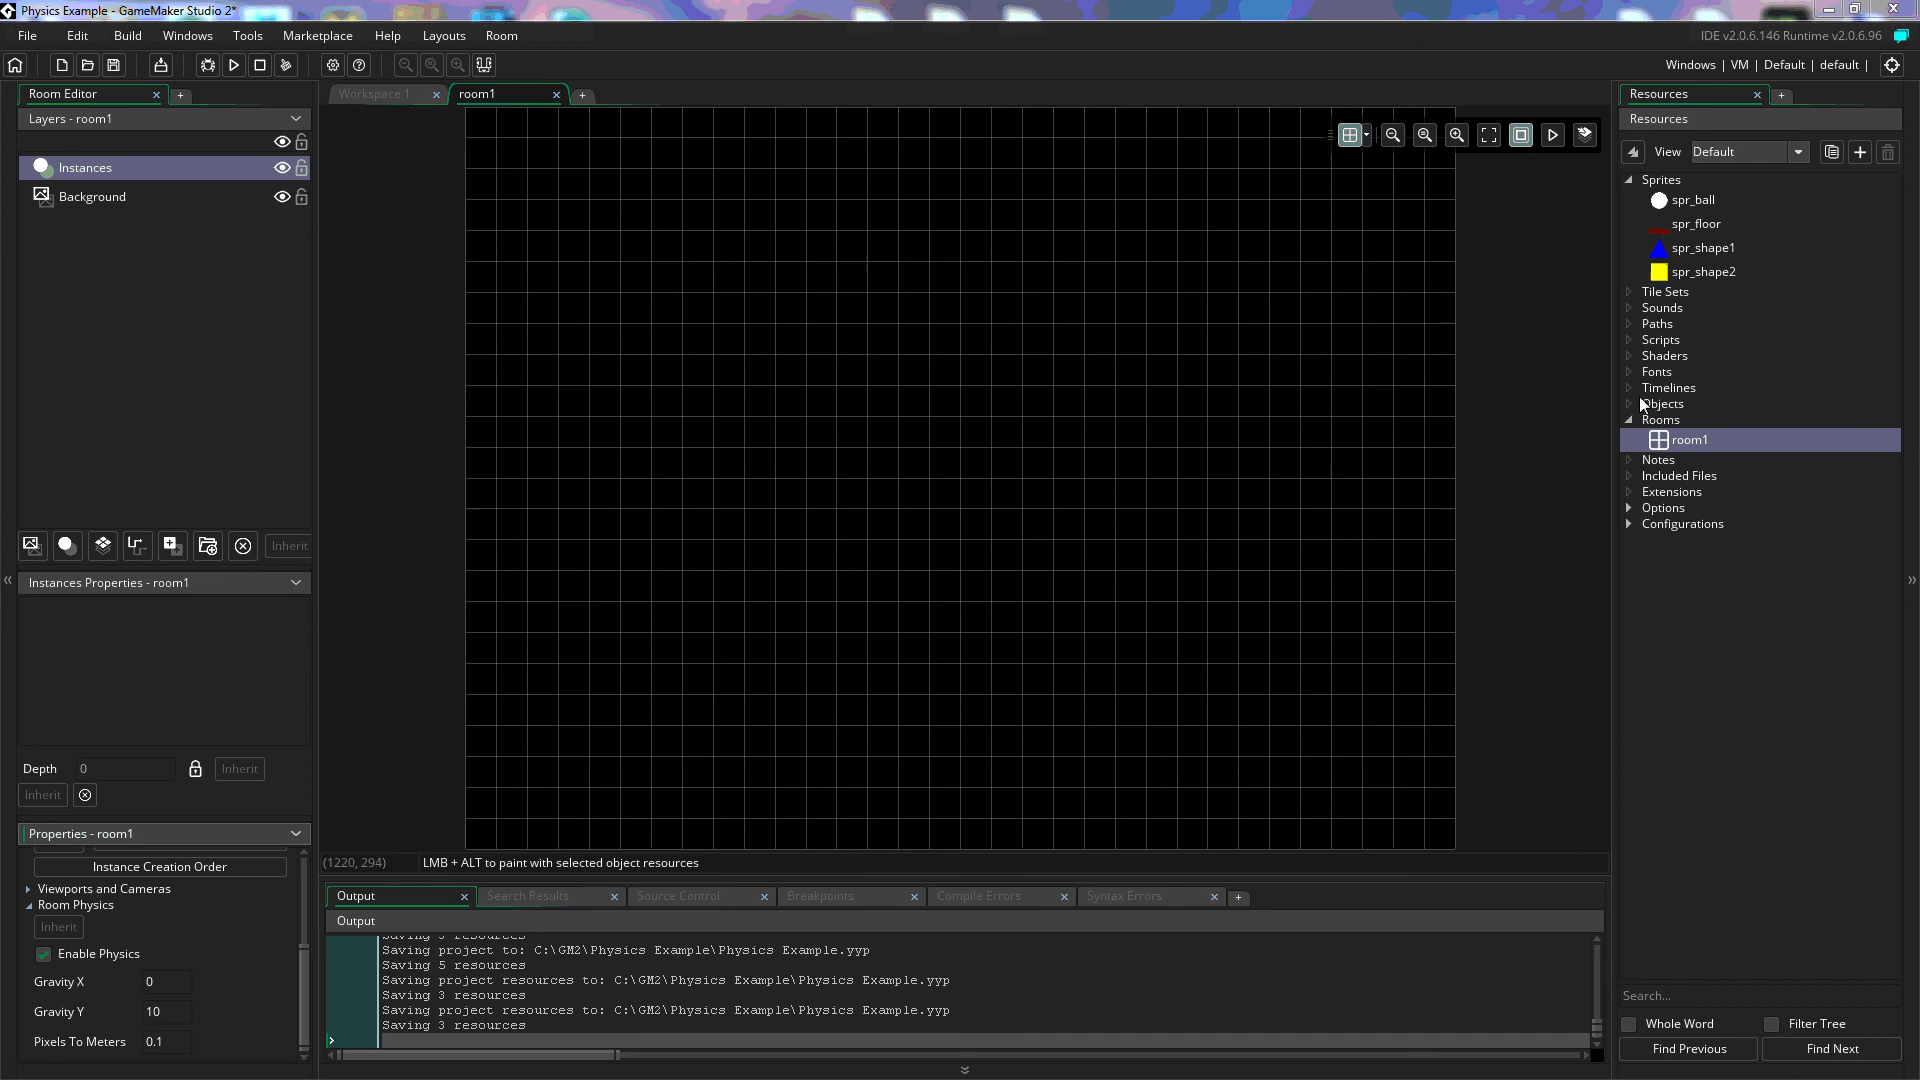 Physics Example - GameMaker Studio 2*
File Edit Build Windows Tools Marketplace Help Layouts Room
IDE v2.0.6.146 Runtime v2.0.6.96
Windows | VM | Default | default |
Room Editor
Layers - room1
Instances
Background
Inherit
Instances Properties - room1
Depth 0 Inherit
Inherit
Properties - room1
Instance Creation Order
Viewports and Cameras
Room Physics
Inherit
Enable Physics
Gravity X 0
Gravity Y 10
Pixels To Meters 0.1
Workspace 1 room1
(1220, 294) LMB + ALT to paint with selected object resources
Output Search Results Source Control Breakpoints Compile Errors Syntax Errors
Output
Saving project to: C:\GM2\Physics Example\Physics Example.yyp
Saving 5 resources
Saving project resources to: C:\GM2\Physics Example\Physics Example.yyp
Saving 3 resources
Saving project resources to: C:\GM2\Physics Example\Physics Example.yyp
Saving 3 resources
Resources
Resources
View Default
Sprites
spr_ball
spr_floor
spr_shape1
spr_shape2
Tile Sets
Sounds
Paths
Scripts
Shaders
Fonts
Timelines
Objects
Rooms
room1
Notes
Included Files
Extensions
Options
Configurations
Search...
Whole Word Filter Tree
Find Previous Find Next